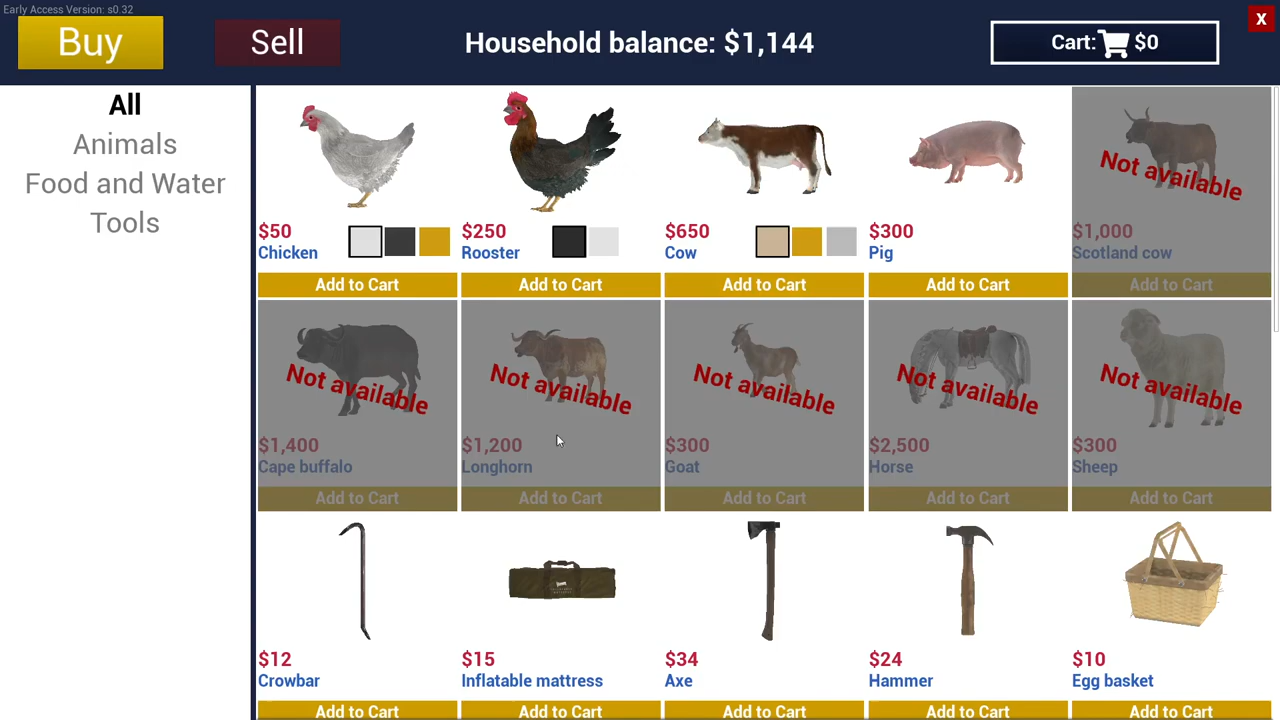 Early Access Version: s0.32
Buy
Sell
Household balance: $1,144
Cart: $0
X
All
Animals
Food and Water
Tools
$50
Chicken
Add to Cart
$250
Rooster
Add to Cart
$650
Cow
Add to Cart
$300
Pig
Add to Cart
Not available
$1,000
Scotland cow
Add to Cart
Not available
$1,400
Cape buffalo
Add to Cart
Not available
$1,200
Longhorn
Add to Cart
Not available
$300
Goat
Add to Cart
Not available
$2,500
Horse
Add to Cart
Not available
$300
Sheep
Add to Cart
$12
Crowbar
Add to Cart
$15
Inflatable mattress
Add to Cart
$34
Axe
Add to Cart
$24
Hammer
Add to Cart
$10
Egg basket
Add to Cart